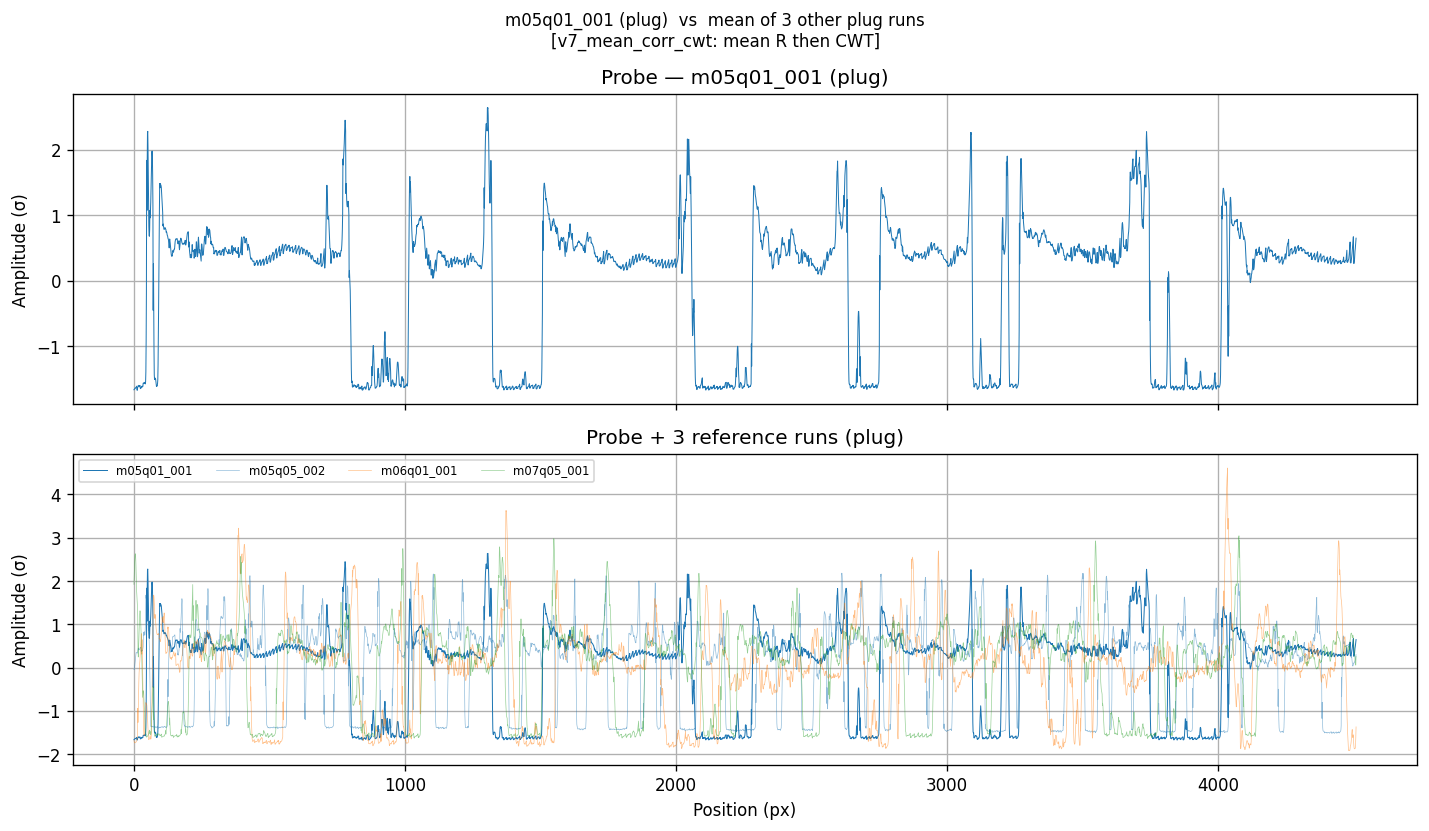 m05q01_001 (plug)  vs  mean of 3 other plug runs
[v7_mean_corr_cwt: mean R then CWT]
Probe — m05q01_001 (plug)
Amplitude (σ)
2
1
0
−1
Probe + 3 reference runs (plug)
m05q01_001 m05q05_002 m06q01_001 m07q05_001
Amplitude (σ)
4
3
2
1
0
−1
−2
0 1000 2000 3000 4000
Position (px)